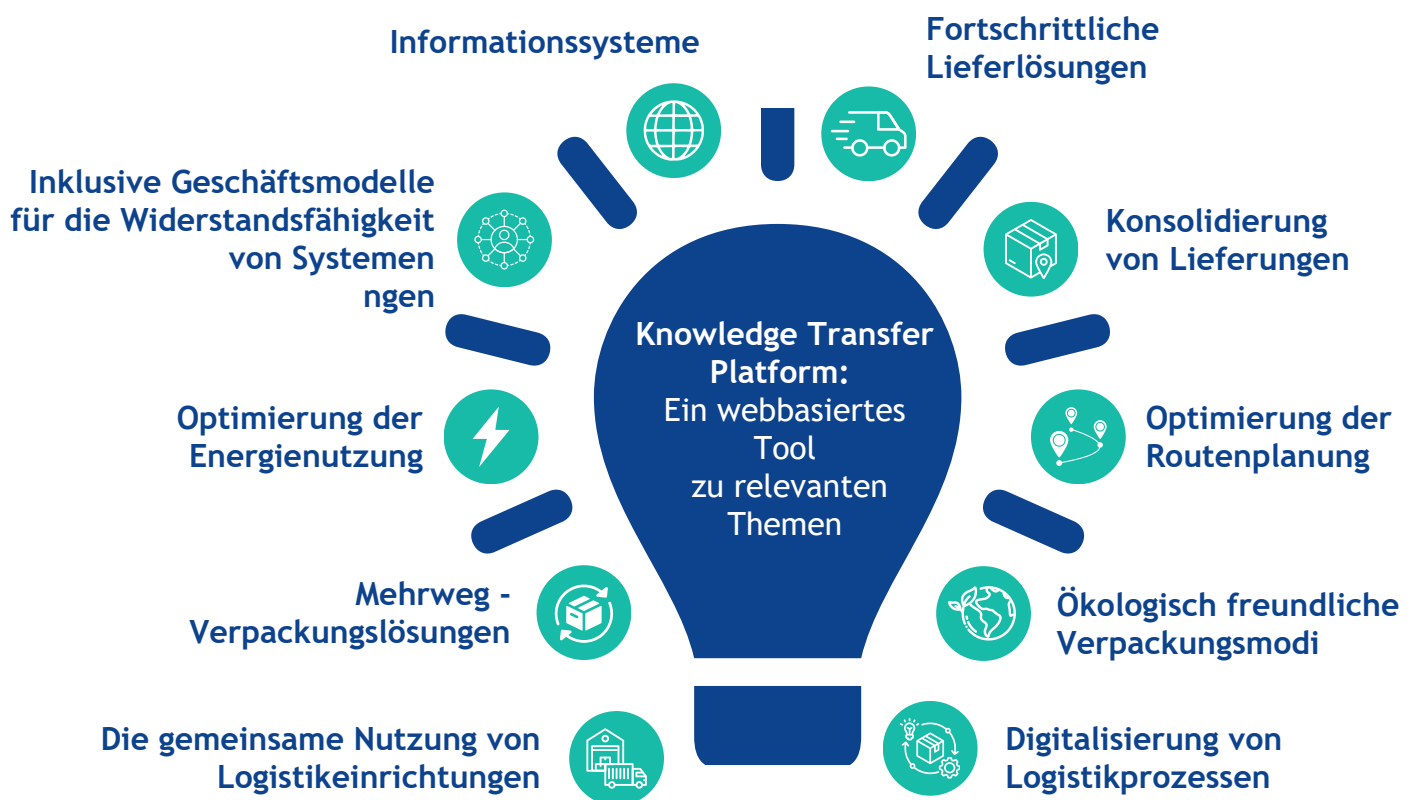 Informationssysteme
Fortschrittliche
Lieferlösungen
Inklusive Geschäftsmodelle
für die Widerstandsfähigkeit
von Systemen
ngen
Konsolidierung
von Lieferungen
Knowledge Transfer
Platform:
Ein webbasiertes
Tool
zu relevanten
Themen
Optimierung der
Energienutzung
Optimierung der
Routenplanung
Mehrweg -
Verpackungslösungen
Ökologisch freundliche
Verpackungsmodi
Die gemeinsame Nutzung von
Logistikeinrichtungen
Digitalisierung von
Logistikprozessen